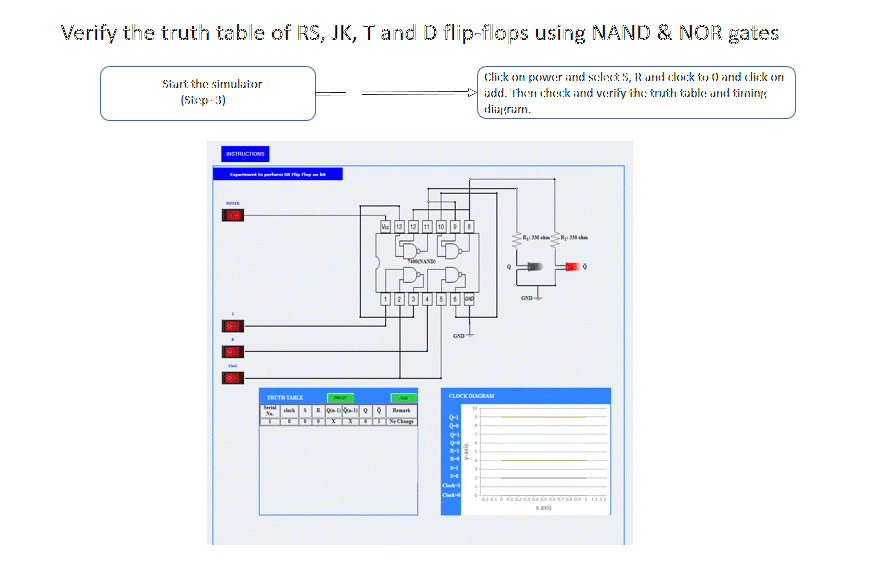 Verify the truth table of RS, JK, T and D flip-flops using NAND & NOR gates
Start the simulator
(Step-3)
Click on power and select S, R and clock to 0 and click on
add. Then check and verify the truth table and timing
diagram.
INSTRUCTIONS
Experiment to perform SR Flip Flop on kit
POWER
Vcc 13 12 11 10 9 8
7400(NAND)
1 2 3 4 5 6 GND
R1: 330 ohm R2: 330 ohm
Q Q
GND
GND
S
R
Clock
TRUTH TABLE PRINT Add
Serial No. clock S R Q(n-1) Q̅(n-1) Q Q̅ Remark
1 0 0 0 X X 0 1 No Change
CLOCK DIAGRAM
Q̅=1
Q̅=0
Q=1
Q=0
R=1
R=0
S=1
S=0
Clock=1
Clock=0
y-axis
10
9
8
7
6
5
4
3
2
1
0
-0.2 -0.1 0 0.1 0.2 0.3 0.4 0.5 0.6 0.7 0.8 0.9 1 1.1 1.2
x axis